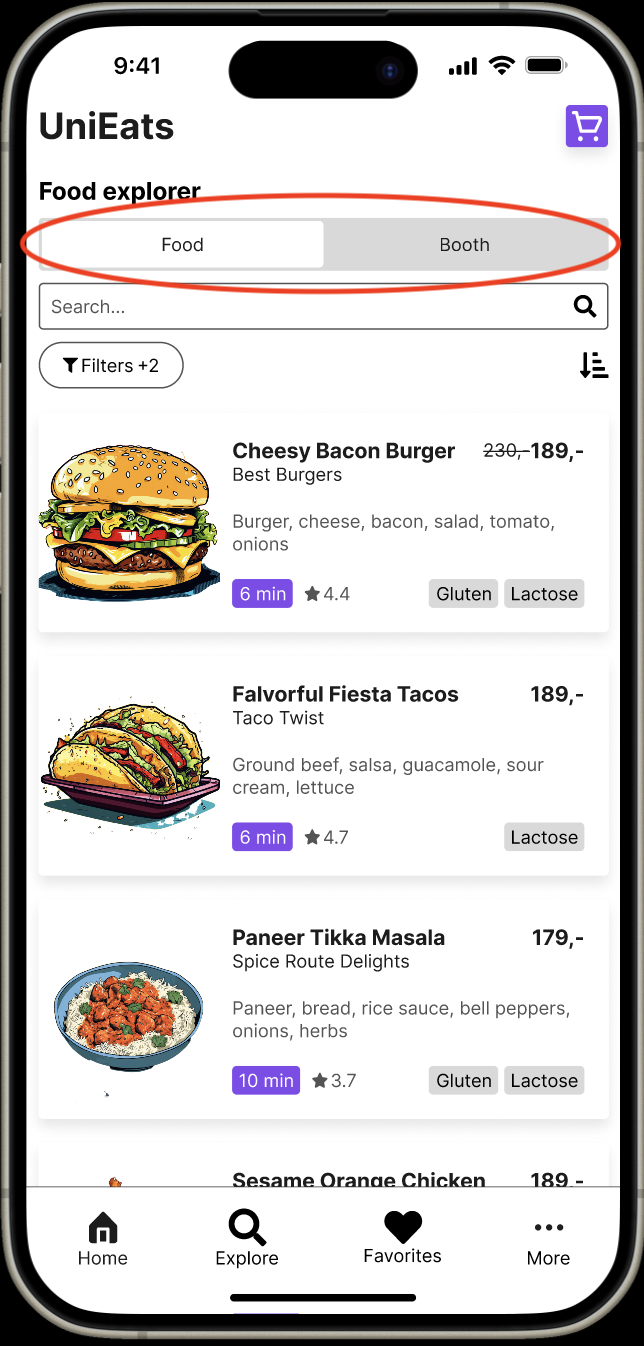 9:41
UniEats
Food explorer
Food Booth
Search...
Filters +2
Cheesy Bacon Burger 230,-189,-
Best Burgers
Burger, cheese, bacon, salad, tomato,
onions
6 min 4.4 Gluten Lactose
Falvorful Fiesta Tacos 189,-
Taco Twist
Ground beef, salsa, guacamole, sour
cream, lettuce
6 min 4.7 Lactose
Paneer Tikka Masala 179,-
Spice Route Delights
Paneer, bread, rice sauce, bell peppers,
onions, herbs
10 min 3.7 Gluten Lactose
Sesame Orange Chicken 189,-
Home Explore Favorites More